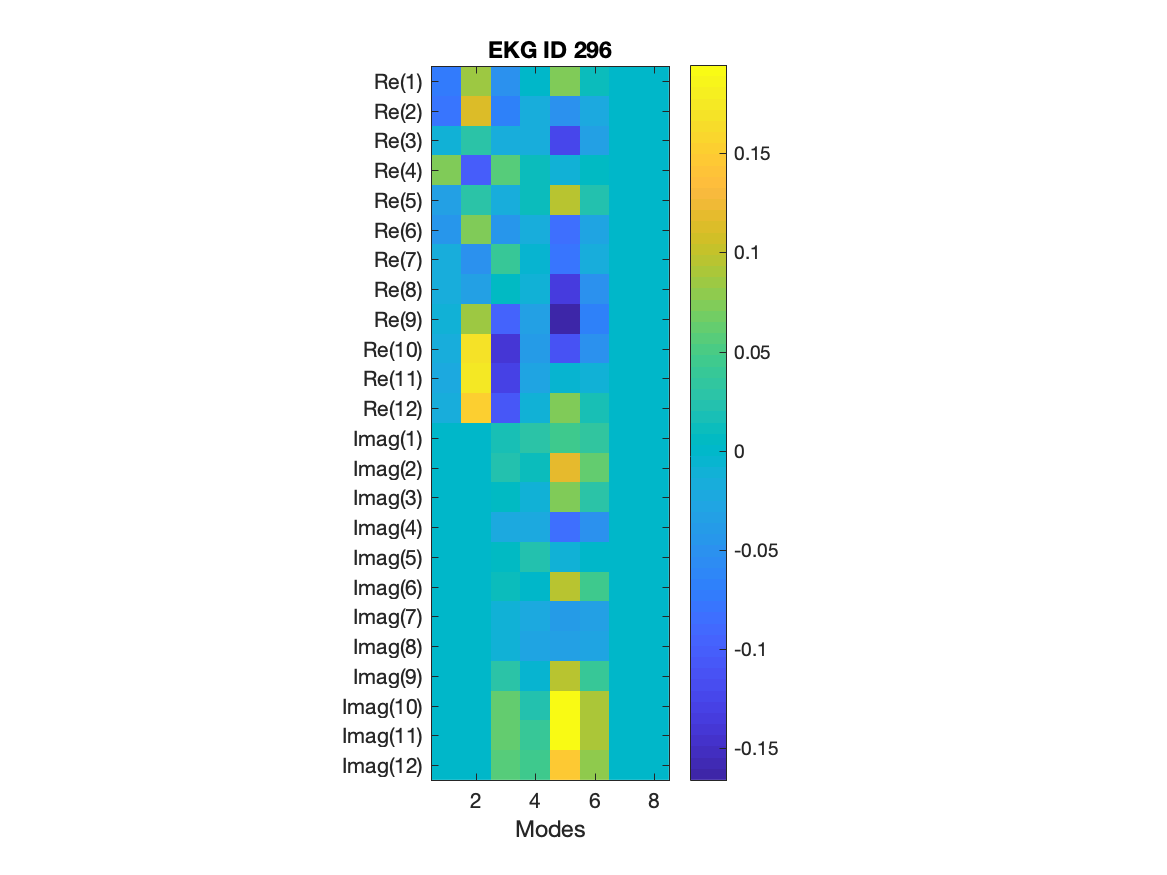 EKG ID 296
Re(1)
Re(2)
Re(3)
Re(4)
Re(5)
Re(6)
Re(7)
Re(8)
Re(9)
Re(10)
Re(11)
Re(12)
Imag(1)
Imag(2)
Imag(3)
Imag(4)
Imag(5)
Imag(6)
Imag(7)
Imag(8)
Imag(9)
Imag(10)
Imag(11)
Imag(12)
2 4 6 8
Modes
0.15
0.1
0.05
0
-0.05
-0.1
-0.15